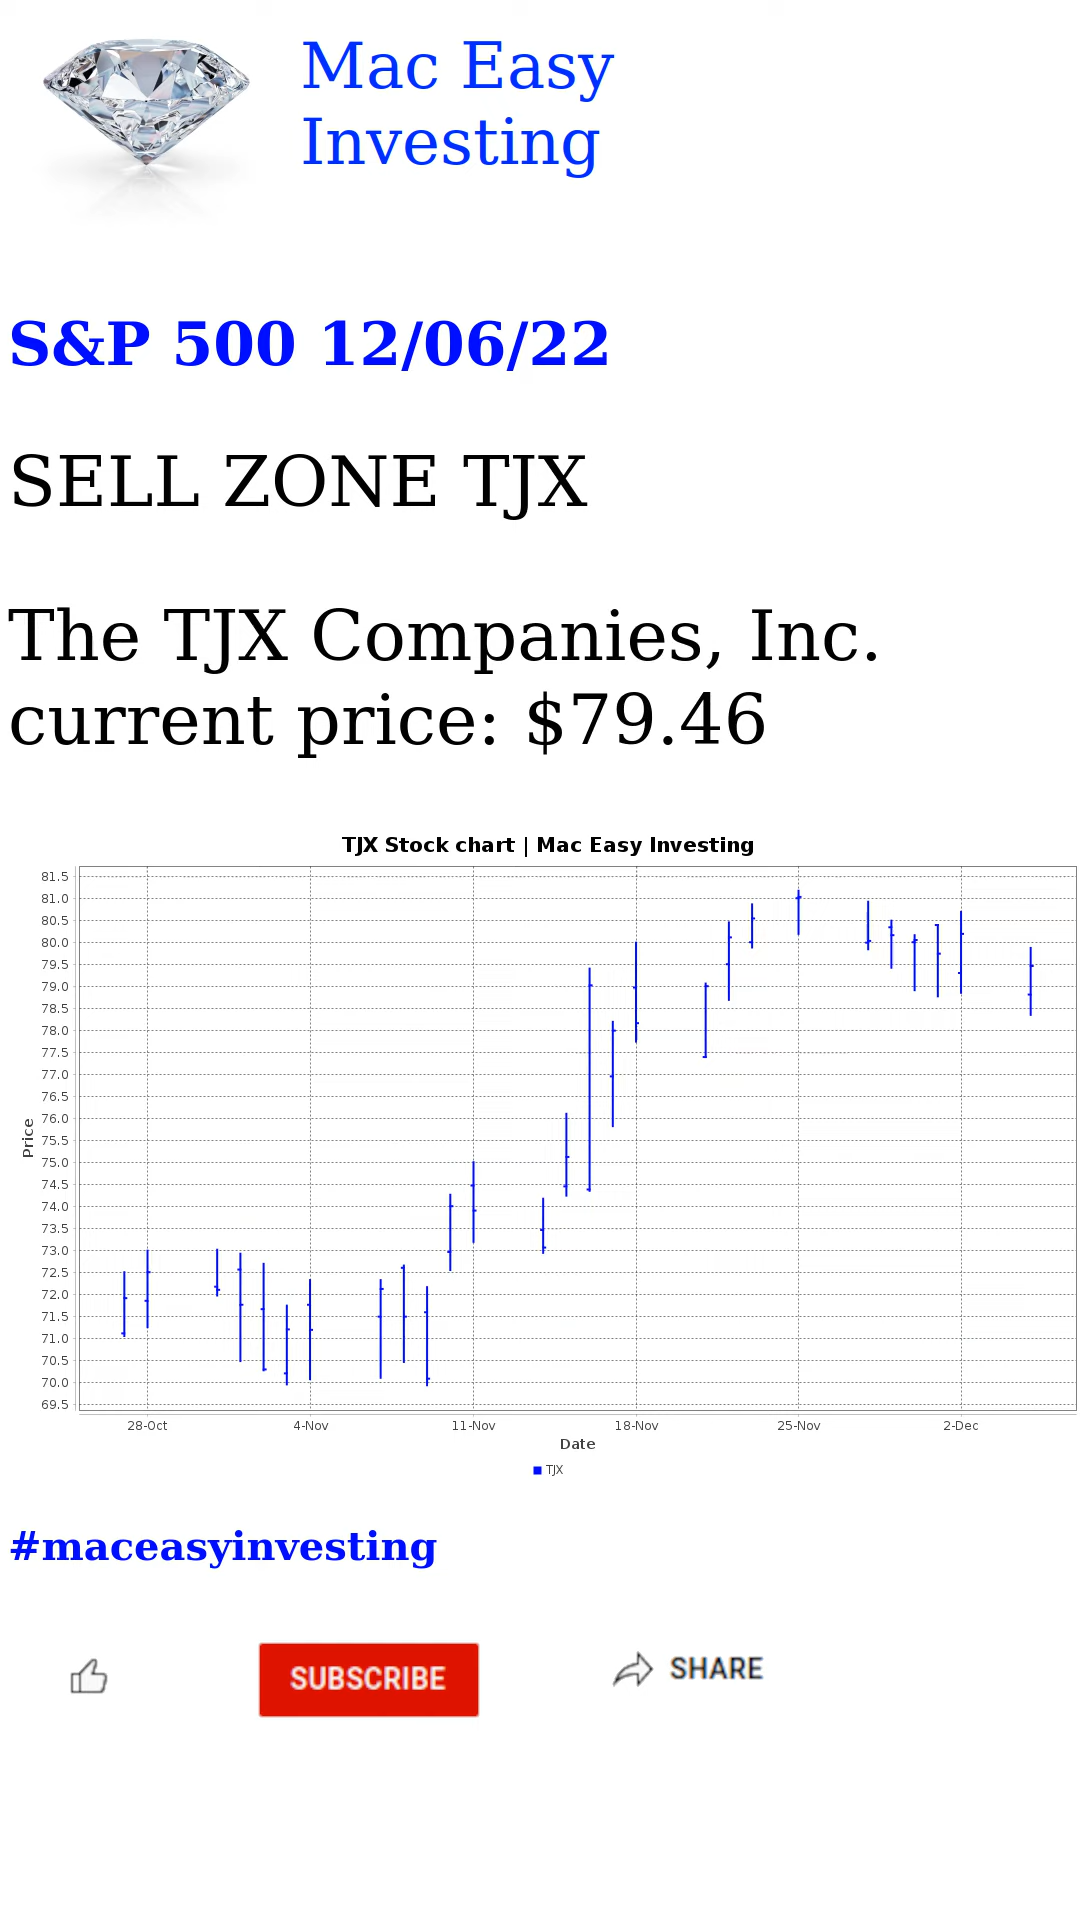 Mac Easy
Investing
S&P 500 12/06/22
SELL ZONE TJX
The TJX Companies, Inc.
current price: $79.46
TJX Stock chart | Mac Easy Investing
81.5
81.0
80.5
80.0
79.5
79.0
78.5
78.0
77.5
77.0
76.5
76.0
75.5
75.0
74.5
74.0
73.5
73.0
72.5
72.0
71.5
71.0
70.5
70.0
69.5
Price
28-Oct 4-Nov 11-Nov 18-Nov 25-Nov 2-Dec
Date
TJX
#maceasyinvesting
SUBSCRIBE SHARE